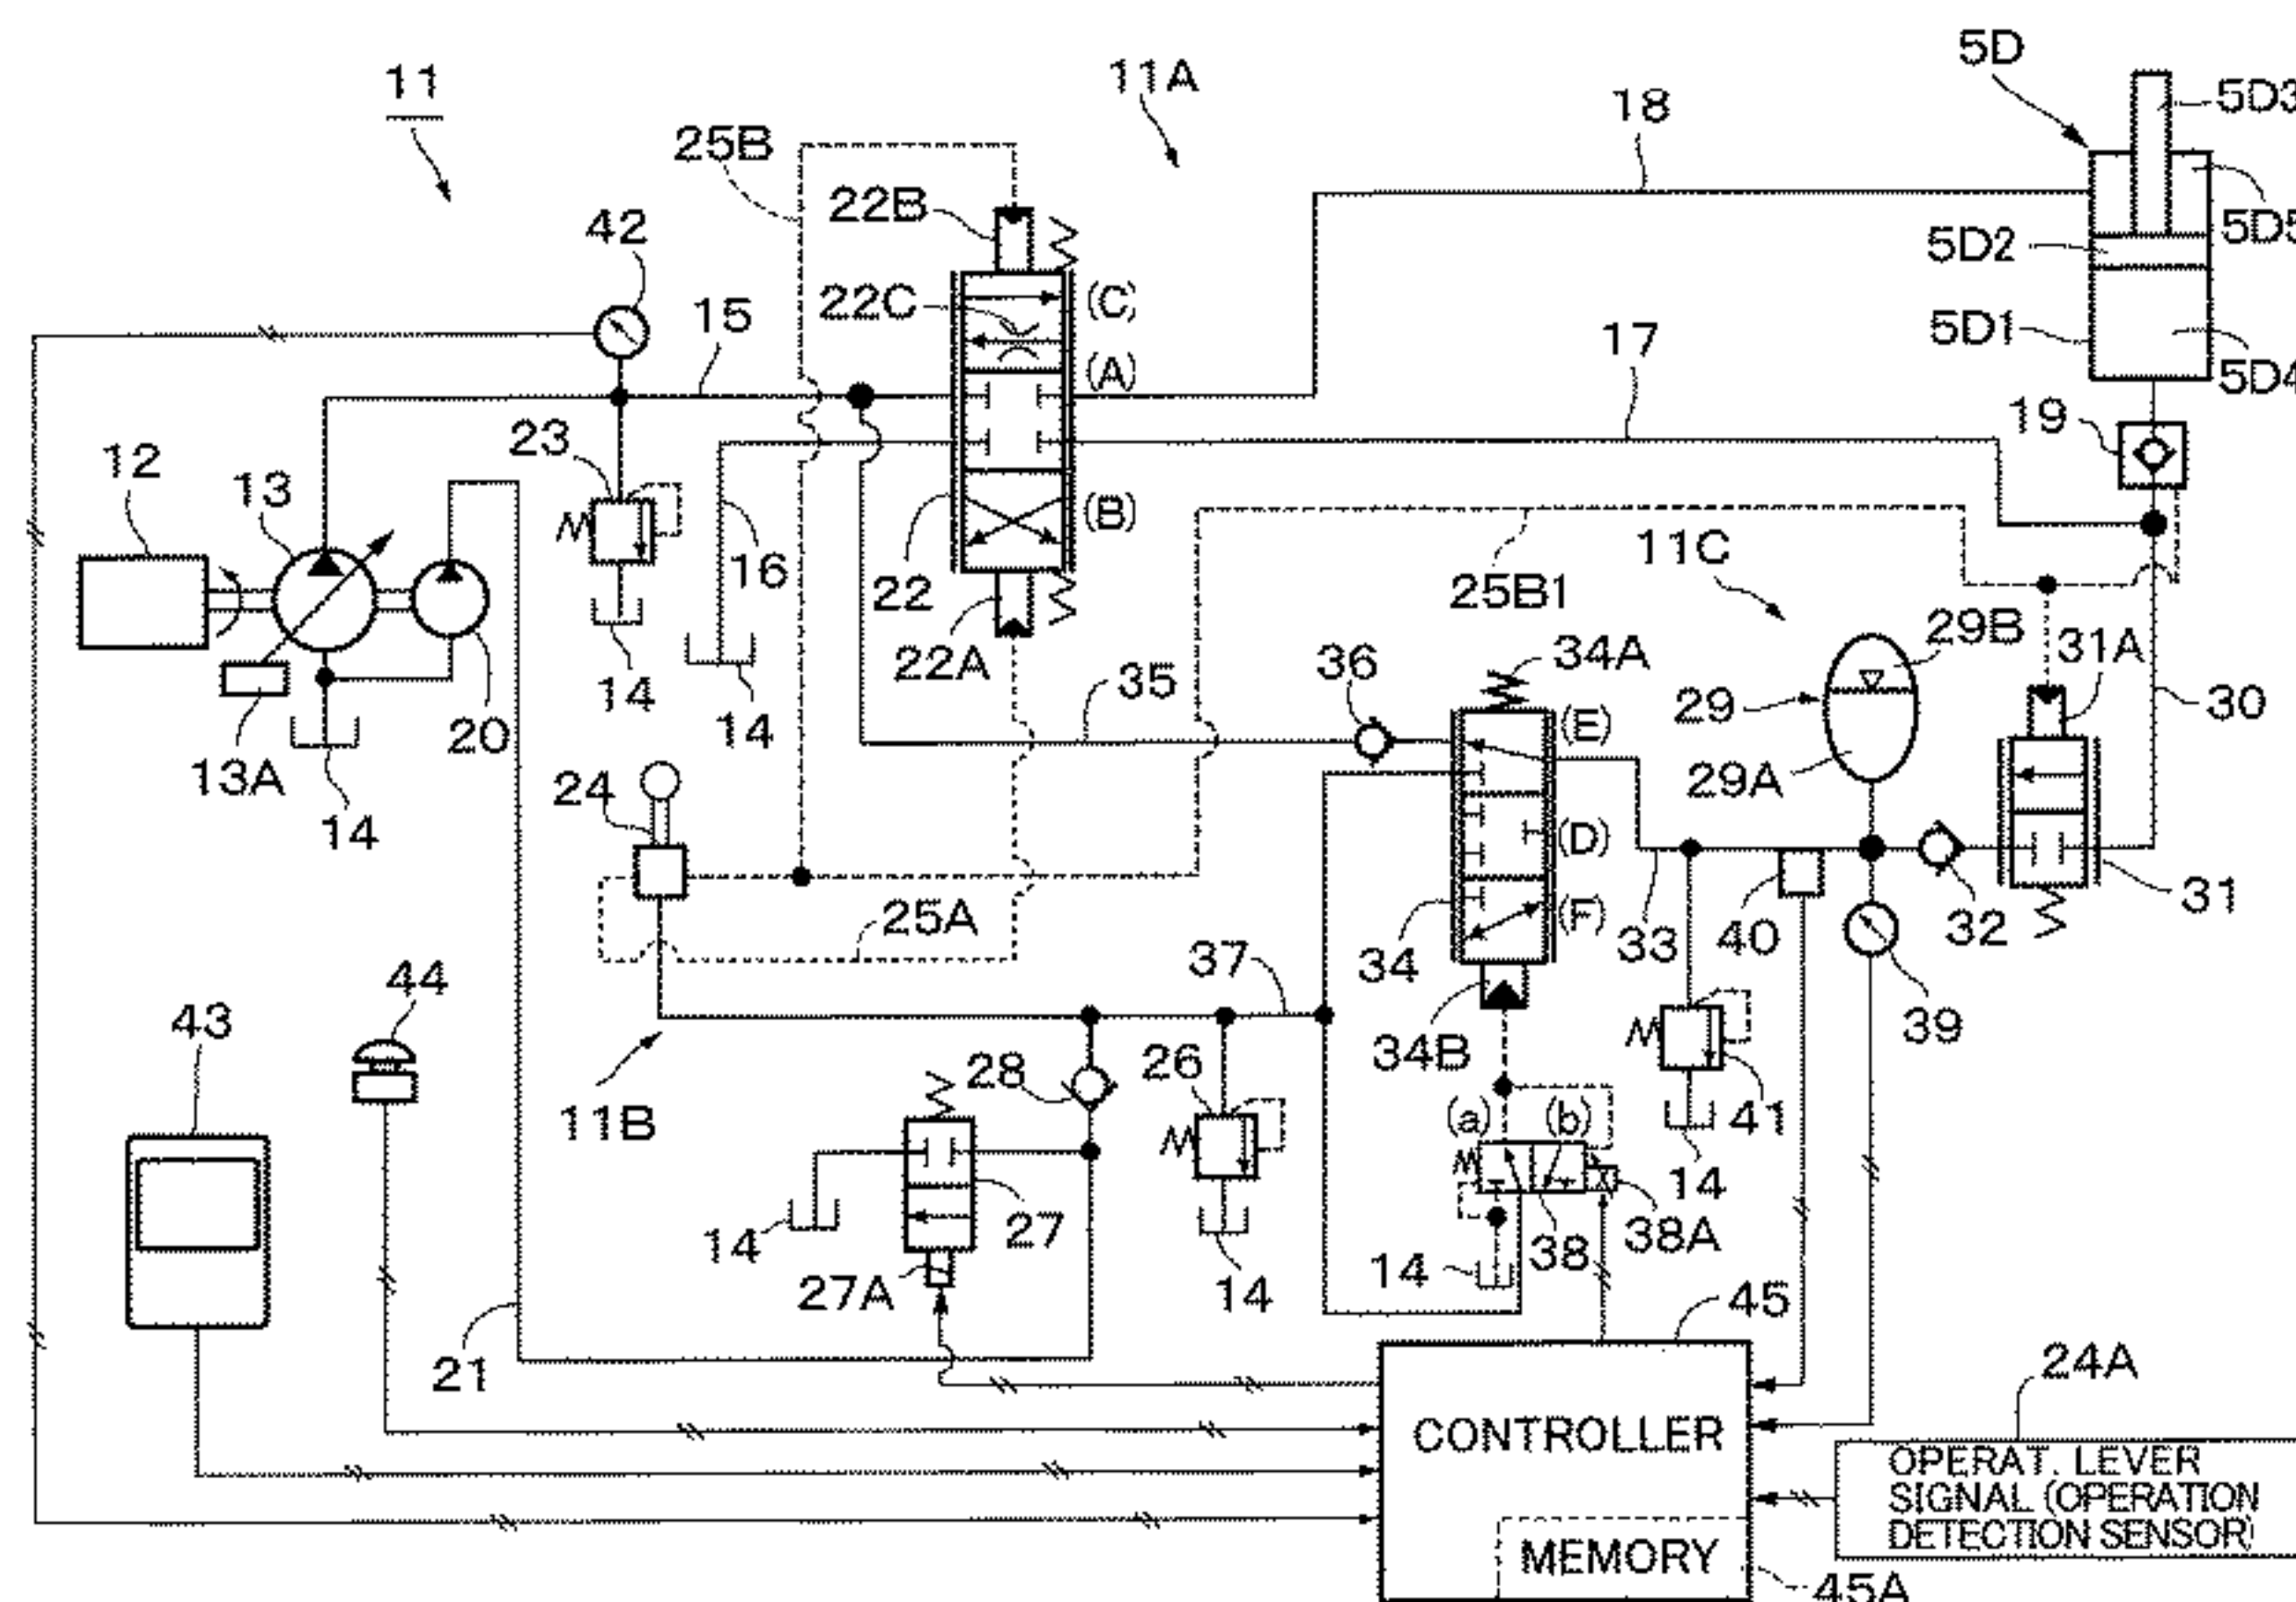 11
11A
5D
5D3
18
25B
22B
42
5D2
5D5
22C
(C)
15
17
5D1
(A)
5D4
19
23
12
13
(B)
11C
16
22
25B1
29B
22A
34A
31A
14
14
36
35
29
30
20
(E)
13A
24
29A
14
(D)
25A
34
(F)
33
40
32
31
37
44
43
39
34B
28
26
11B
(a)
(b)
41
14
27
14
38
38A
14
27A
14
45
21
24A
CONTROLLER
OPERAT. LEVER
SIGNAL (OPERATION
DETECTION SENSOR)
MEMORY
45A